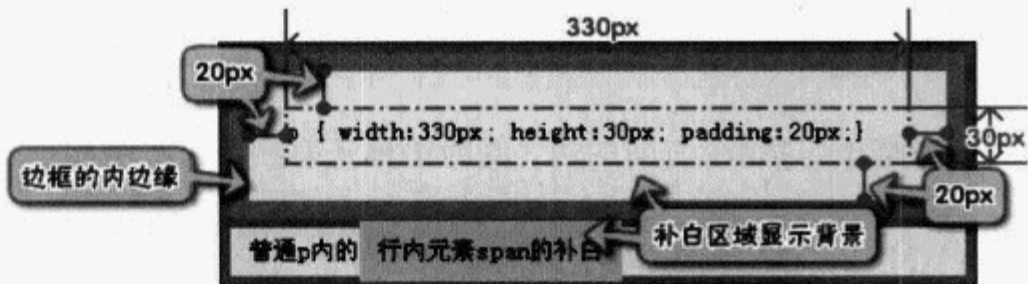 330px
20px
p { width:330px; height:30px; padding:20px;}
30px
边框的内边缘
20px
补白区域显示背景
普通p内的 行内元素span的补白